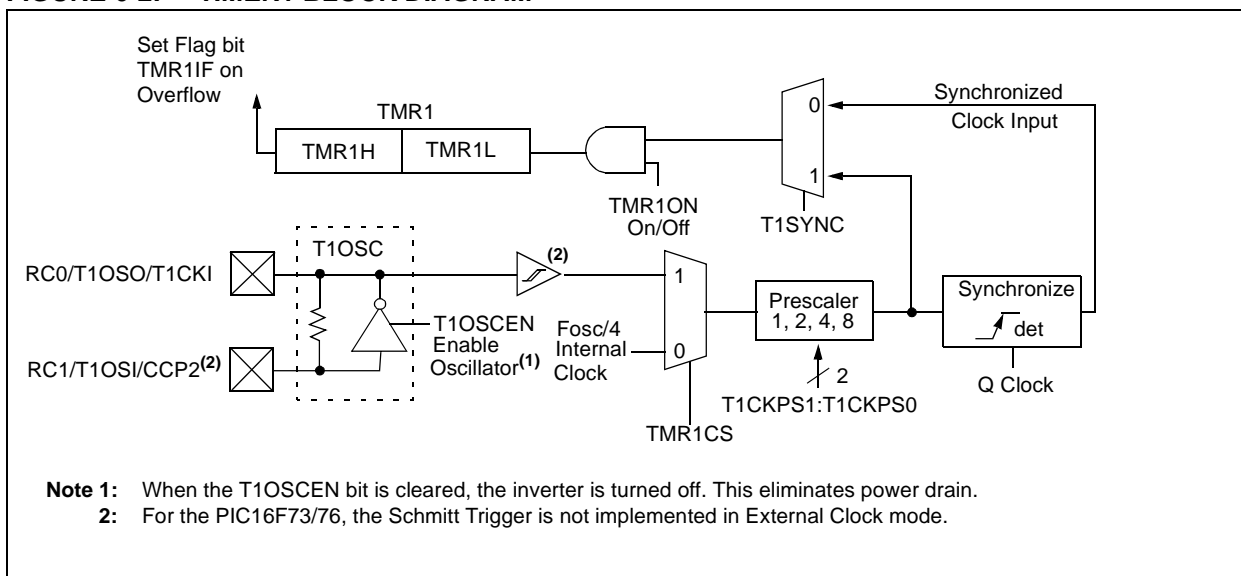 Set Flag bit
TMR1IF on
Overflow
TMR1
TMR1H
TMR1L
TMR1ON
On/Off
0
1
T1SYNC
Synchronized
Clock Input
RC0/T1OSO/T1CKI
T1OSC
(2)
RC1/T1OSI/CCP2(2)
T1OSCEN
Enable
Oscillator(1)
Fosc/4
Internal
Clock
1
0
TMR1CS
Prescaler
1, 2, 4, 8
2
T1CKPS1:T1CKPS0
Synchronize
det
Q Clock
Note 1: When the T1OSCEN bit is cleared, the inverter is turned off. This eliminates power drain.
2: For the PIC16F73/76, the Schmitt Trigger is not implemented in External Clock mode.